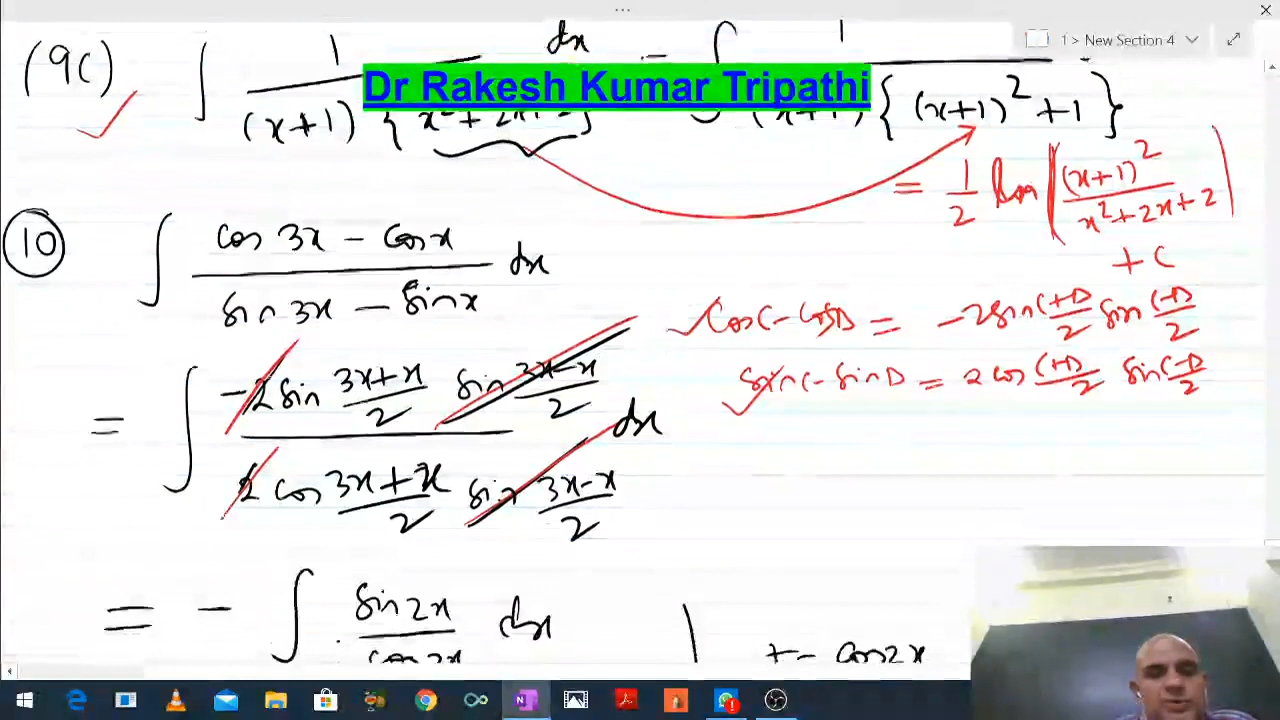 1 > New Section 4
(9C) ∫ 1 dx = ∫ 1
Dr Rakesh Kumar Tripathi
(x+1) { x² + 2x+2 } (x+1) { (x+1)² + 1 }
= 1/2 ln |(x+1)² / x²+2x+2|
+ C
(10) ∫ cos 3x − cos x / sin 3x − sin x dx
cos C − cos D = −2 sin C+D/2 sin C−D/2
sin C − sin D = 2 cos C+D/2 sin C−D/2
= ∫ −2 sin 3x+x/2 sin 3x−x/2 / 2 cos 3x+x/2 sin 3x−x/2 dx
= − ∫ sin 2x / cos 2x dx
t = cos 2x